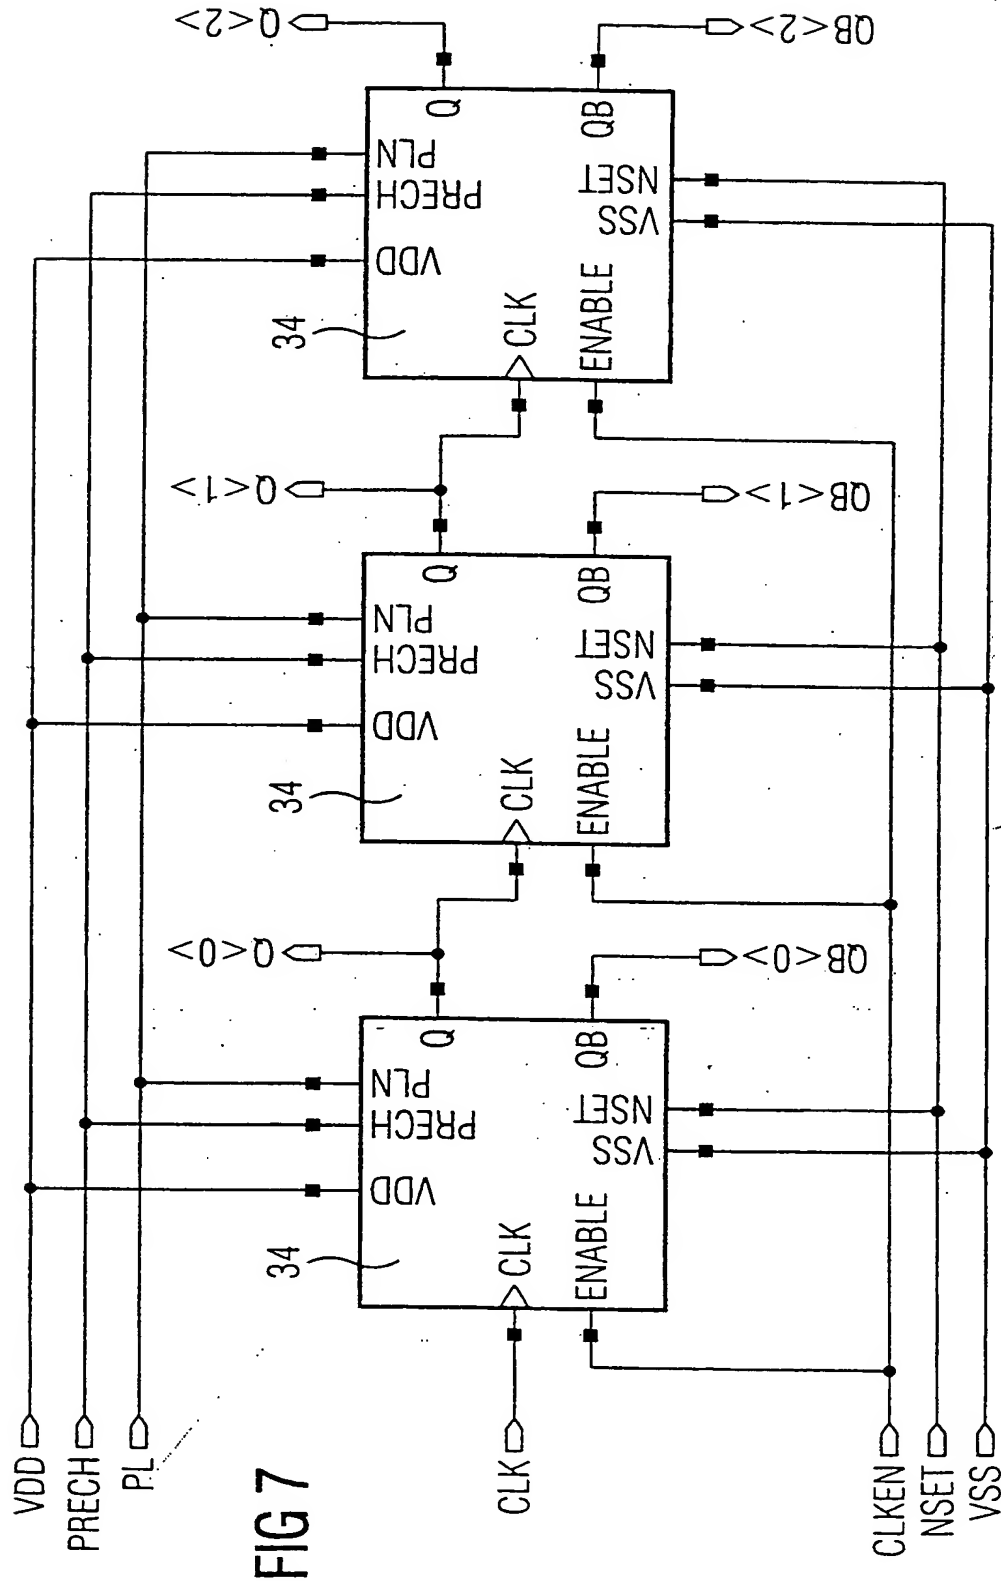 FIG 7
VDD
PRECH
PL
CLK
CLKEN
NSET
VSS
34
VDD
PRECH
PLN
Q
CLK
ENABLE
VSS
NSET
QB
Q<0>
QB<0>
34
VDD
PRECH
PLN
Q
CLK
ENABLE
VSS
NSET
QB
Q<1>
QB<1>
34
VDD
PRECH
PLN
Q
CLK
ENABLE
VSS
NSET
QB
Q<2>
QB<2>